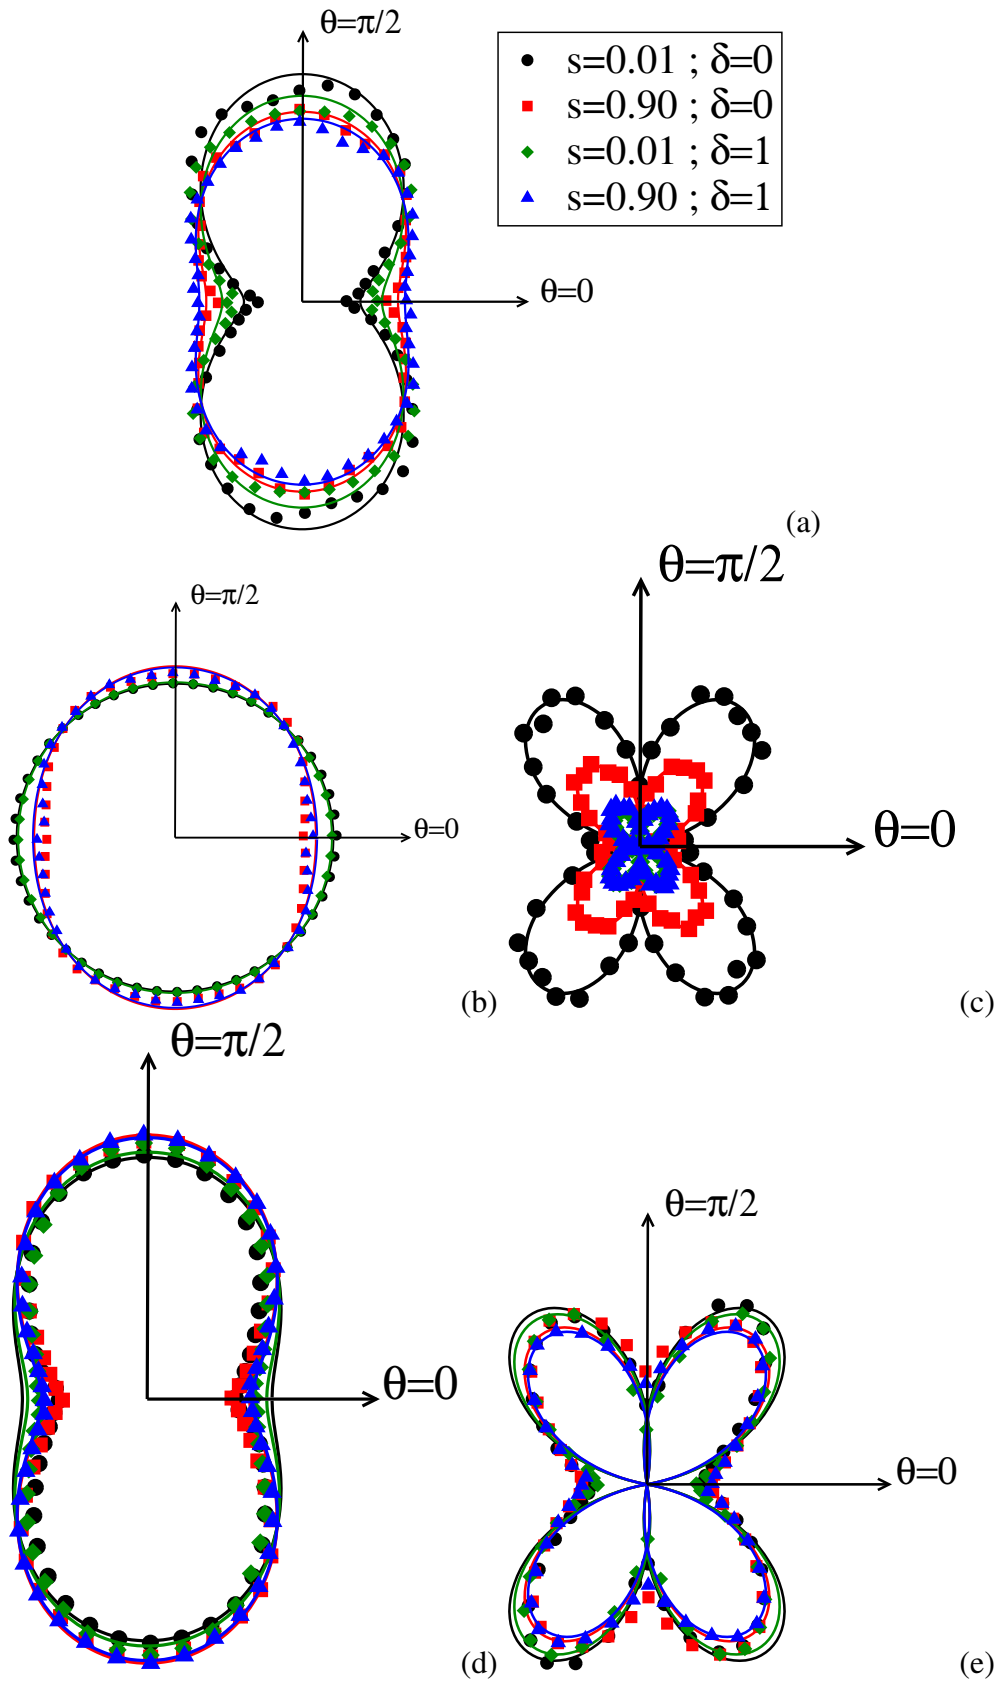 θ=π/2
s=0.01 ; δ=0
s=0.90 ; δ=0
s=0.01 ; δ=1
s=0.90 ; δ=1
θ=0
(a)
θ=π/2
θ=0
(b)
θ=π/2
θ=0
(c)
θ=π/2
θ=0
(d)
θ=π/2
θ=0
(e)